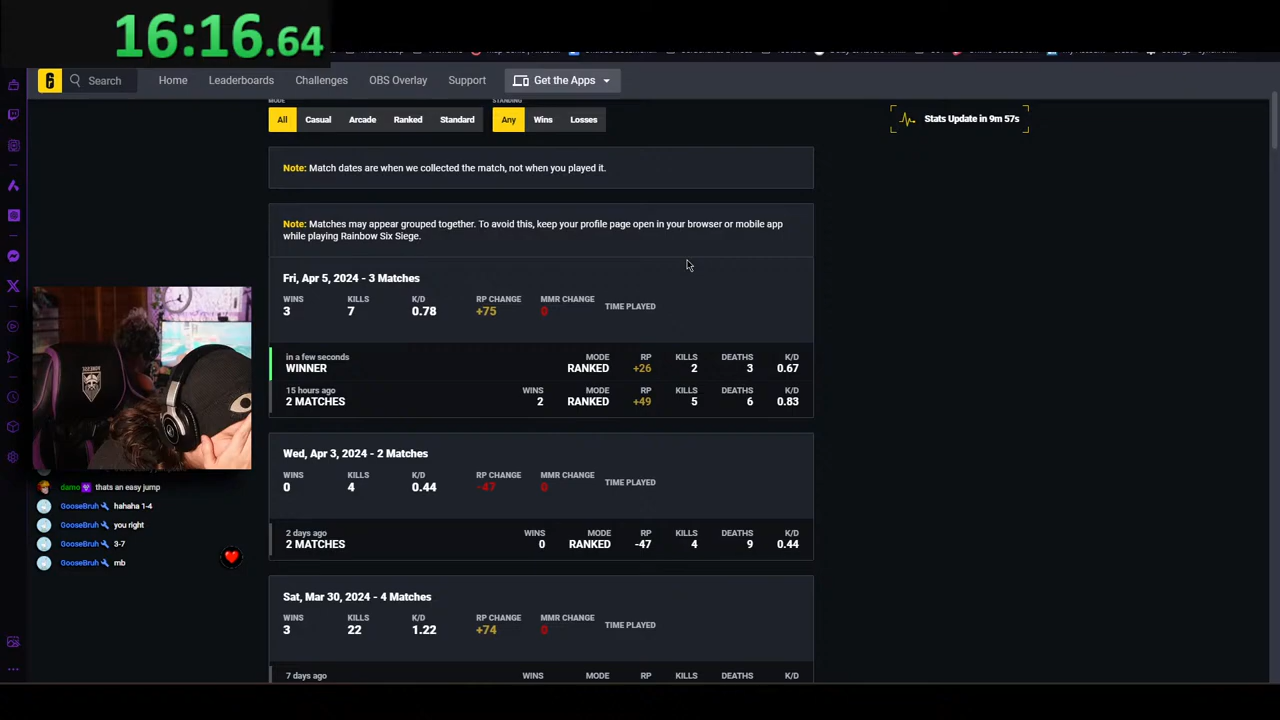 16:16.64
Search
Home
Leaderboards
Challenges
OBS Overlay
Support
Get the Apps
MODE
STANDING
All
Casual
Arcade
Ranked
Standard
Any
Wins
Losses
Stats Update in 9m 57s
Note: Match dates are when we collected the match, not when you played it.
Note: Matches may appear grouped together. To avoid this, keep your profile page open in your browser or mobile app
while playing Rainbow Six Siege.
Fri, Apr 5, 2024 - 3 Matches
WINS KILLS K/D RP CHANGE MMR CHANGE TIME PLAYED
3 7 0.78 +75 0
in a few seconds MODE RP KILLS DEATHS K/D
WINNER RANKED +26 2 3 0.67
15 hours ago WINS MODE RP KILLS DEATHS K/D
2 MATCHES 2 RANKED +49 5 6 0.83
Wed, Apr 3, 2024 - 2 Matches
WINS KILLS K/D RP CHANGE MMR CHANGE TIME PLAYED
0 4 0.44 -47 0
2 days ago WINS MODE RP KILLS DEATHS K/D
2 MATCHES 0 RANKED -47 4 9 0.44
Sat, Mar 30, 2024 - 4 Matches
WINS KILLS K/D RP CHANGE MMR CHANGE TIME PLAYED
3 22 1.22 +74 0
7 days ago WINS MODE RP KILLS DEATHS K/D
damo thats an easy jump
GooseBruh hahaha 1-4
GooseBruh you right
GooseBruh 3-7
GooseBruh mb